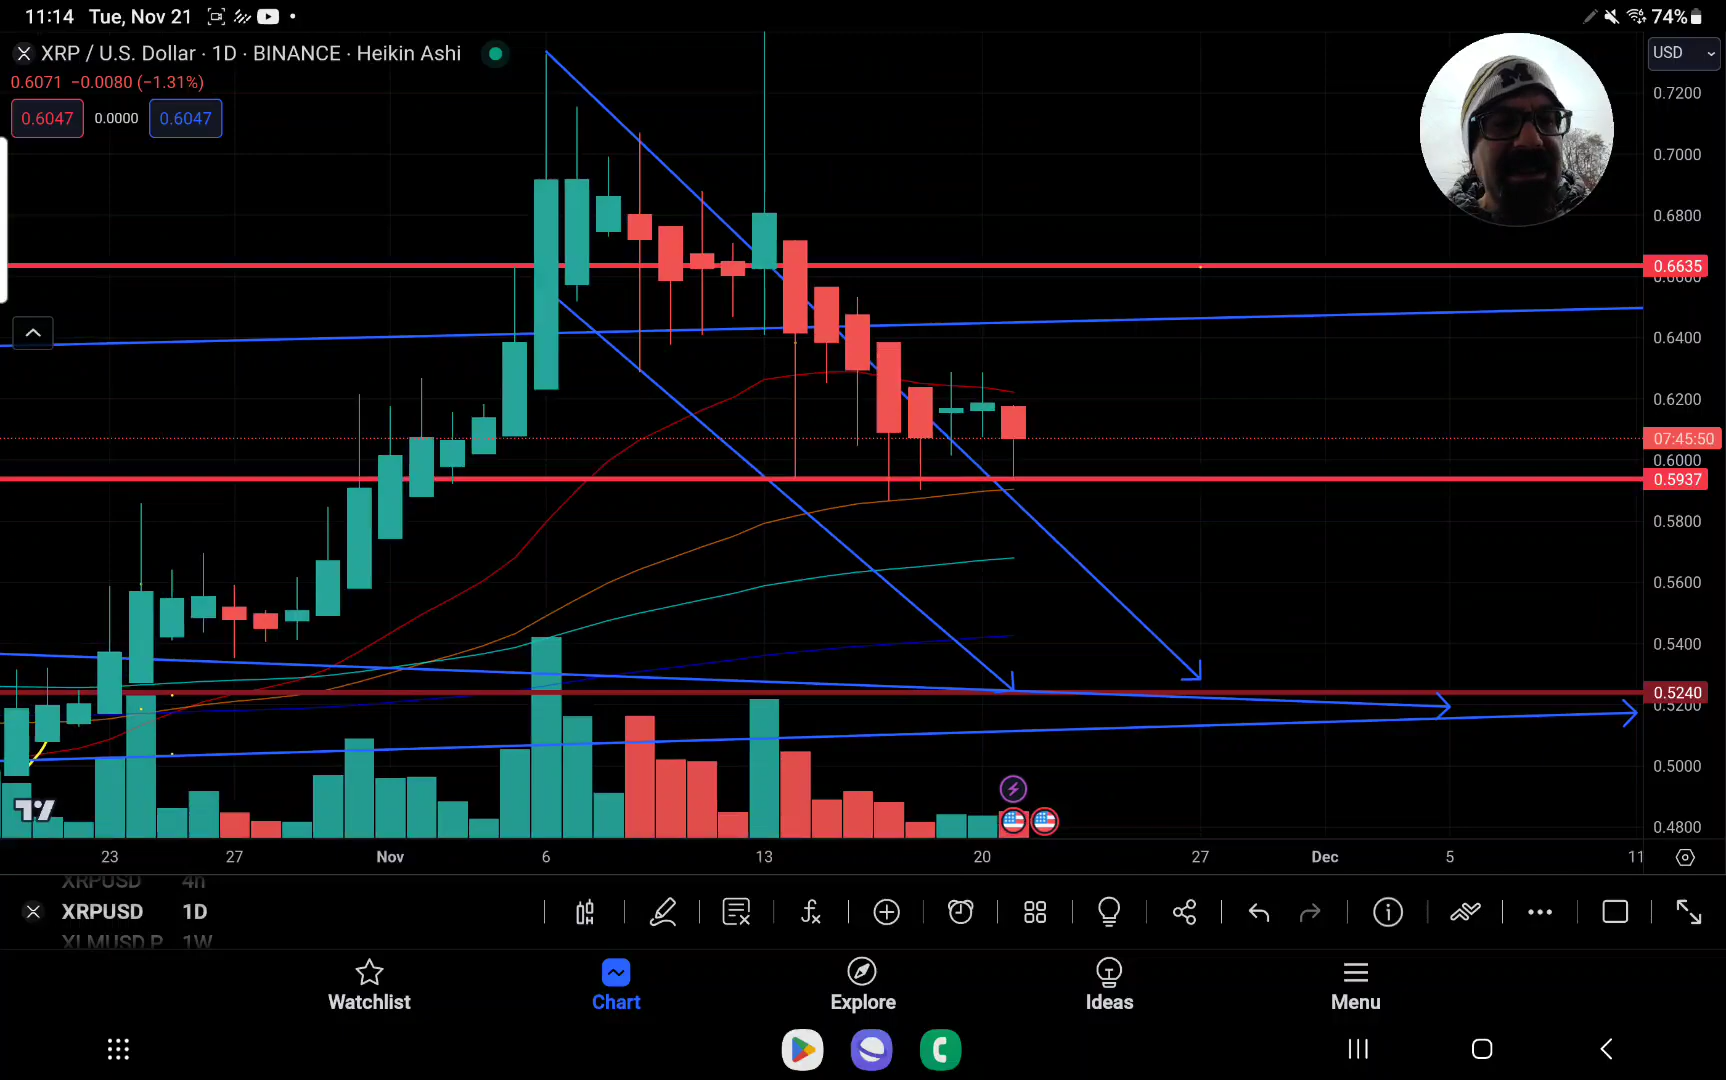 11:14 Tue, Nov 21
74%
XRP / U.S. Dollar · 1D · BINANCE · Heikin Ashi
USD
0.6071 −0.0080 (−1.31%)
0.6047 0.0000 0.6047
0.7200
0.7000
0.6800
0.6635
0.6600
0.6400
0.6200
07:45:50
0.6000
0.5937
0.5800
0.5600
0.5400
0.5240
0.5200
0.5000
0.4800
23 27 Nov 6 13 20 27 Dec 5 11
XRPUSD 4h
XRPUSD 1D
XLMUSD.P 1W
Watchlist Chart Explore Ideas Menu